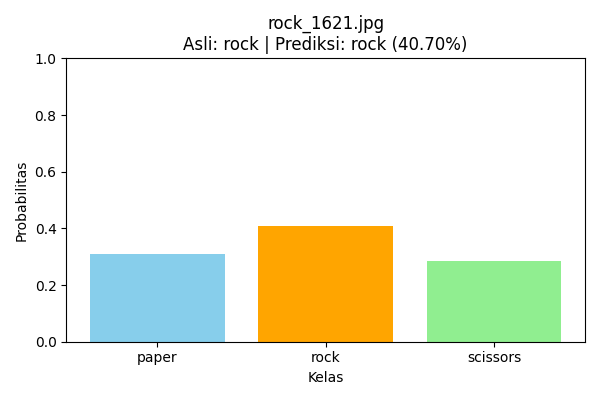 rock_1621.jpg
Asli: rock | Prediksi: rock (40.70%)
1.0
0.8
0.6
0.4
0.2
0.0
Probabilitas
paper
rock
scissors
Kelas